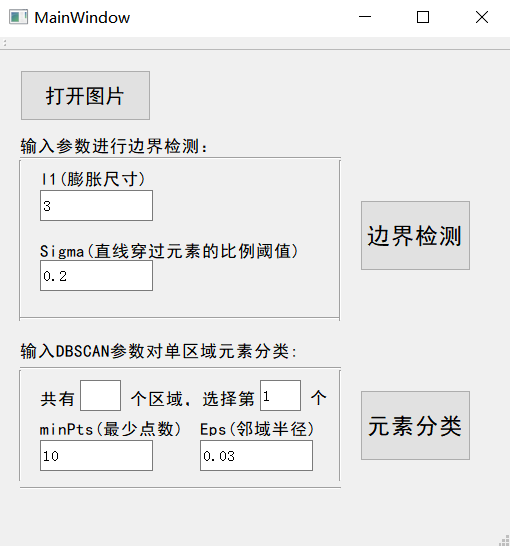 MainWindow
打开图片
输入参数进行边界检测:
l1(膨胀尺寸)
3
Sigma(直线穿过元素的比例阈值)
0.2
边界检测
输入DBSCAN参数对单区域元素分类:
共有 个区域，选择第 1 个
minPts(最少点数) Eps(邻域半径)
10 0.03
元素分类